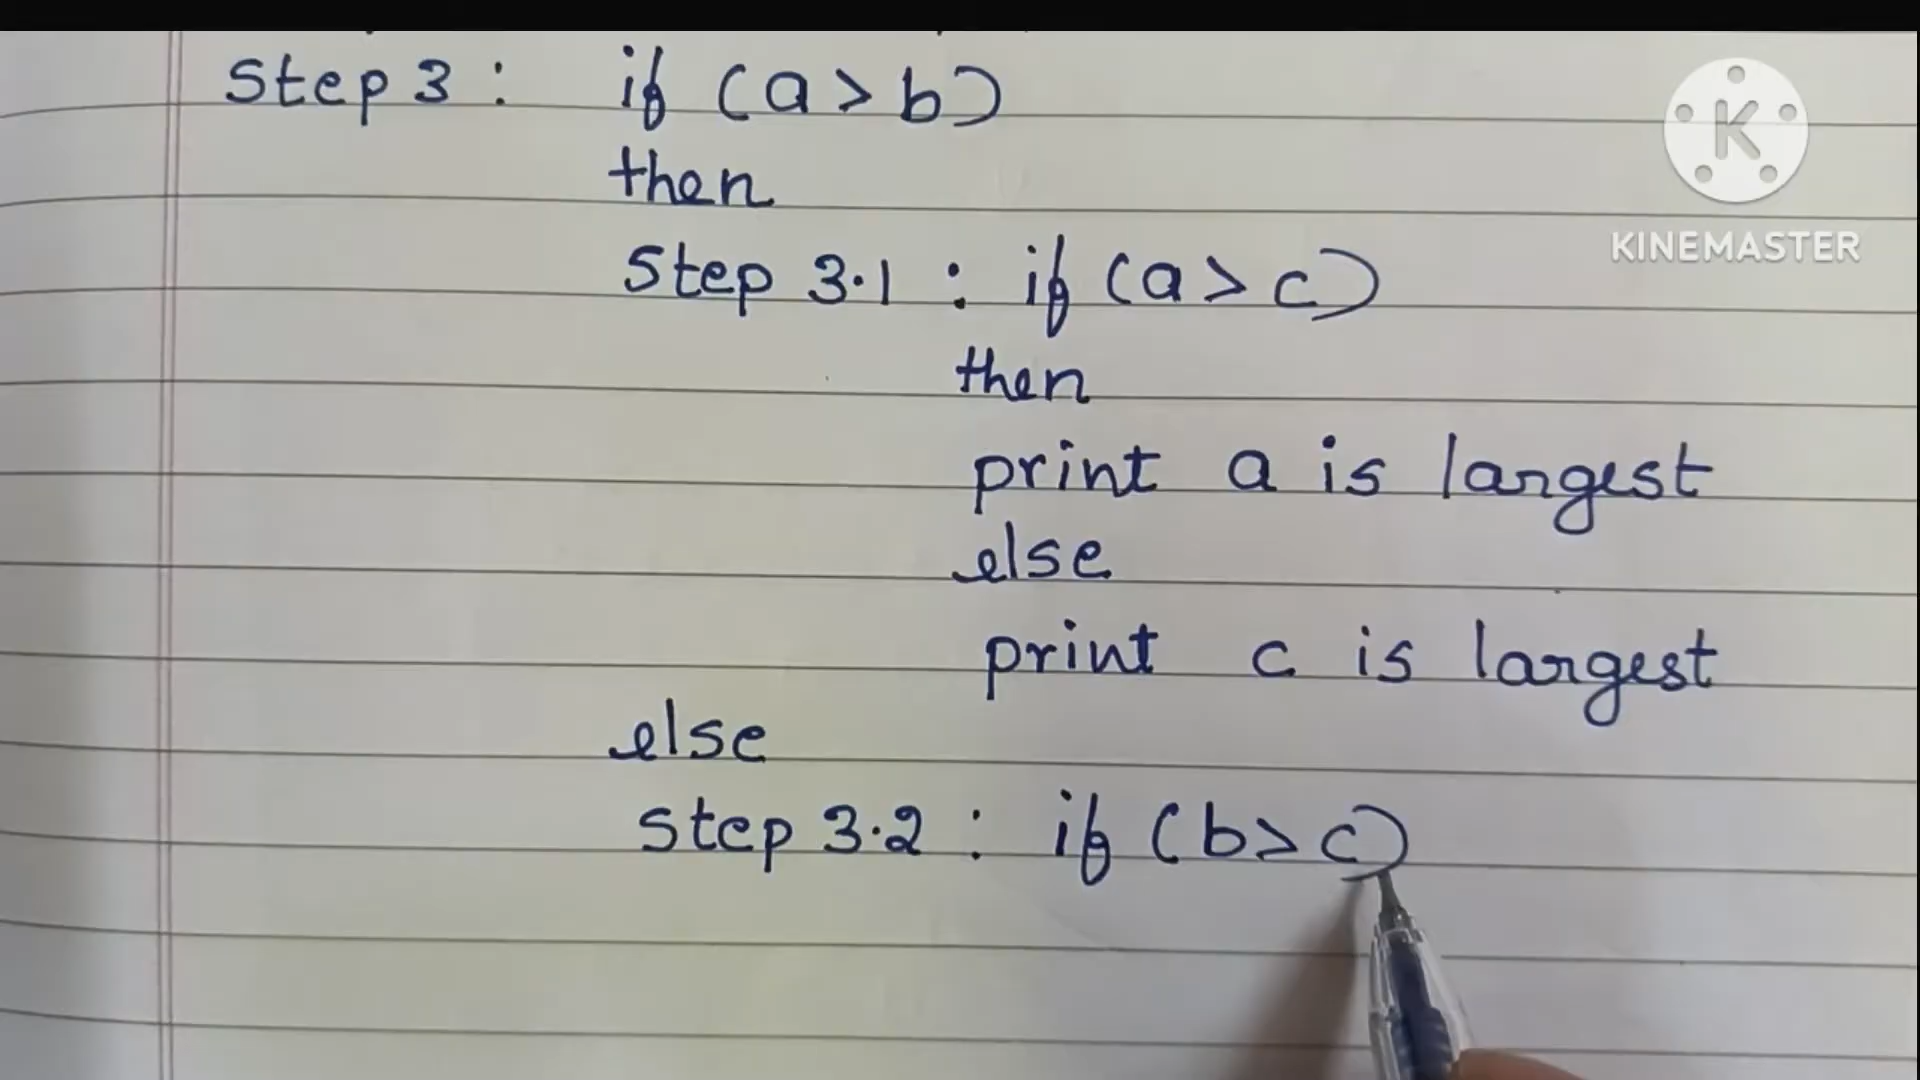 Step 3 : if (a > b)
then
Step 3.1 : if (a > c)
then
print a is largest
else
print c is largest
else
Step 3.2 : if (b > c)
K
KINEMASTER